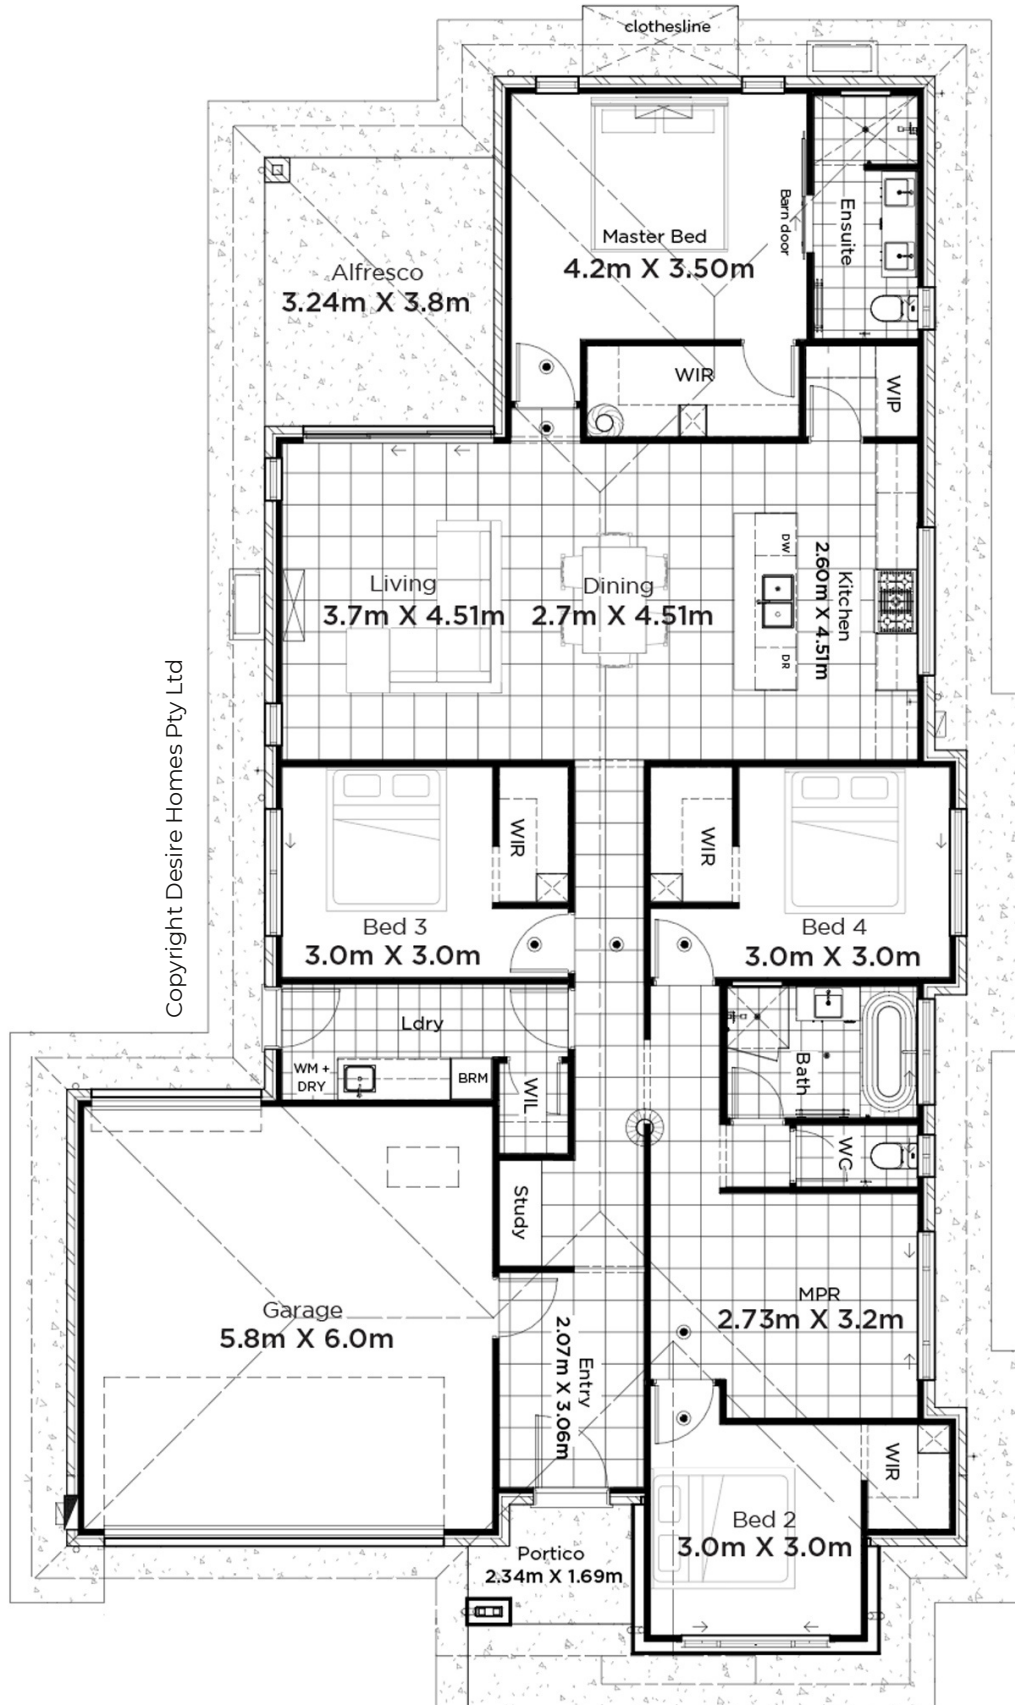 clothesline
Master Bed
4.2m X 3.50m
Barn door
Ensuite
Alfresco
3.24m X 3.8m
WIR
WIP
Living
3.7m X 4.51m
Dining
2.7m X 4.51m
DW
DR
Kitchen
2.60m X 4.51m
Copyright Desire Homes Pty Ltd
WIR
WIR
Bed 3
3.0m X 3.0m
Bed 4
3.0m X 3.0m
Ldry
WM +
DRY
BRM
WIL
Bath
WC
Study
MPR
2.73m X 3.2m
Garage
5.8m X 6.0m
Entry
2.07m X 3.06m
WIR
Bed 2
3.0m X 3.0m
Portico
2.34m X 1.69m